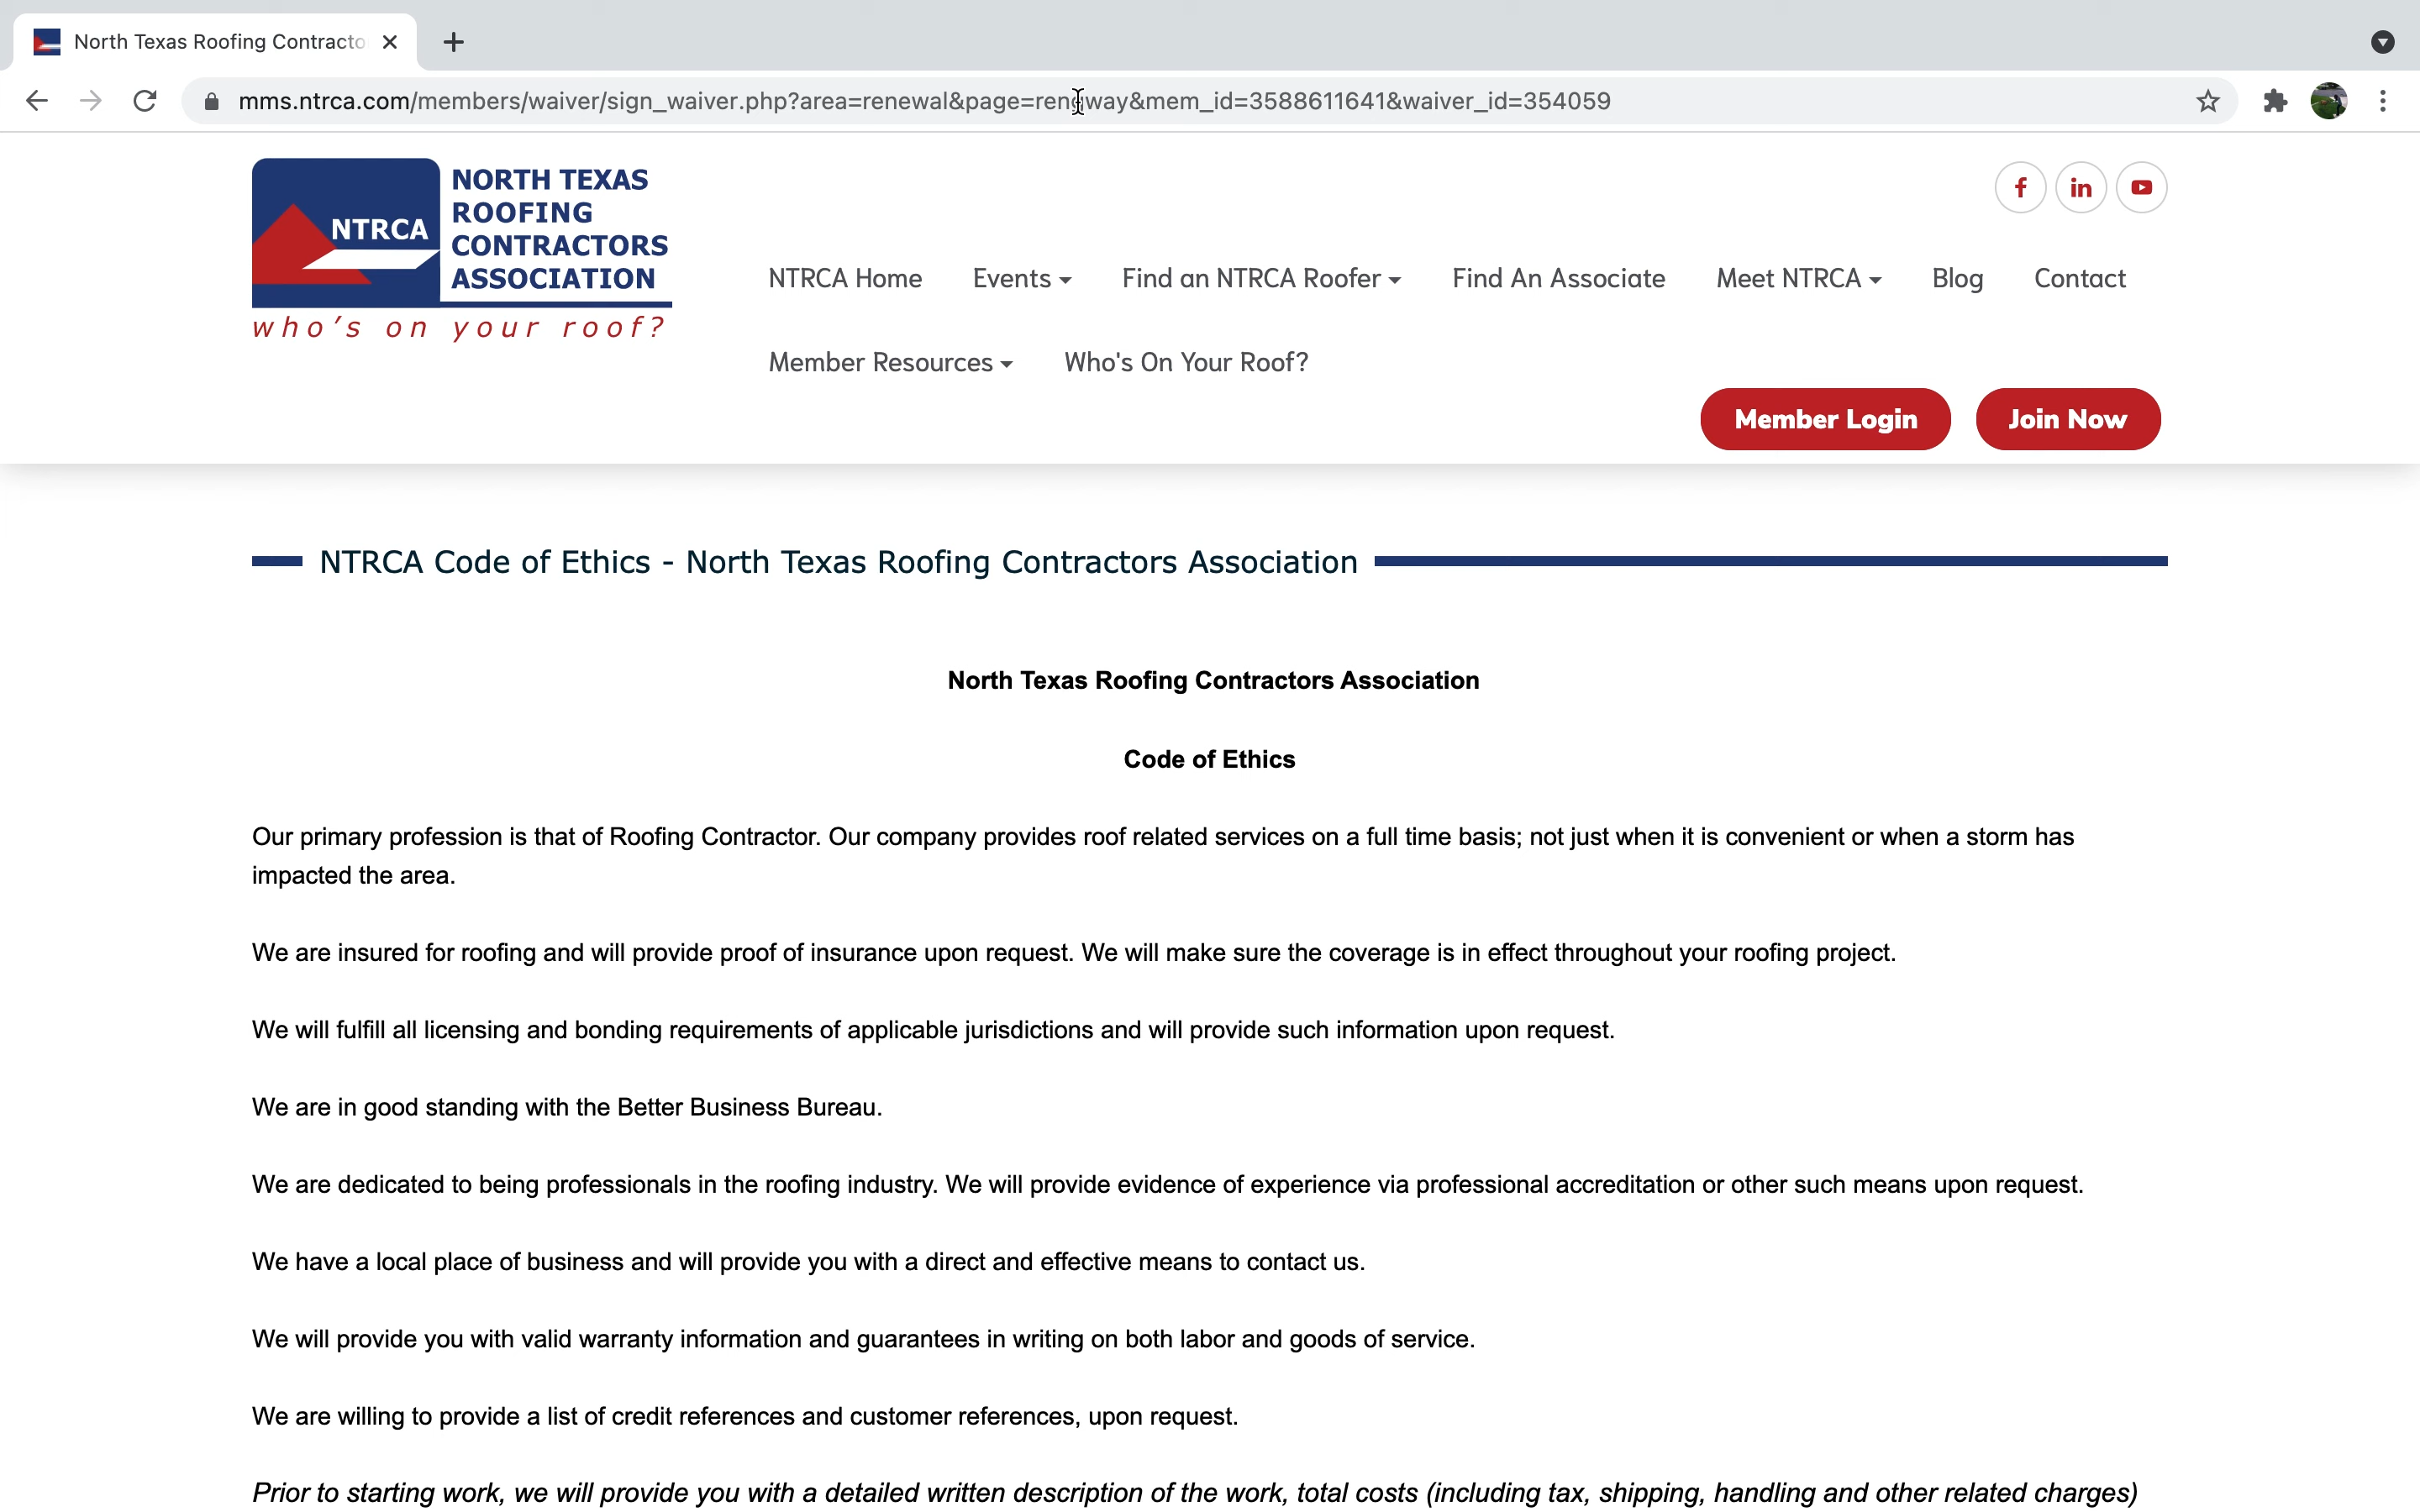 North Texas Roofing Contracto
mms.ntrca.com/members/waiver/sign_waiver.php?area=renewal&page=rengway&mem_id=3588611641&waiver_id=354059
NTRCA
NORTH TEXAS
ROOFING
CONTRACTORS
ASSOCIATION
who's on your roof?
f in
NTRCA Home Events Find an NTRCA Roofer Find An Associate Meet NTRCA Blog Contact
Member Resources Who's On Your Roof?
Member Login Join Now
NTRCA Code of Ethics - North Texas Roofing Contractors Association
North Texas Roofing Contractors Association
Code of Ethics
Our primary profession is that of Roofing Contractor. Our company provides roof related services on a full time basis; not just when it is convenient or when a storm has
impacted the area.
We are insured for roofing and will provide proof of insurance upon request. We will make sure the coverage is in effect throughout your roofing project.
We will fulfill all licensing and bonding requirements of applicable jurisdictions and will provide such information upon request.
We are in good standing with the Better Business Bureau.
We are dedicated to being professionals in the roofing industry. We will provide evidence of experience via professional accreditation or other such means upon request.
We have a local place of business and will provide you with a direct and effective means to contact us.
We will provide you with valid warranty information and guarantees in writing on both labor and goods of service.
We are willing to provide a list of credit references and customer references, upon request.
Prior to starting work, we will provide you with a detailed written description of the work, total costs (including tax, shipping, handling and other related charges)